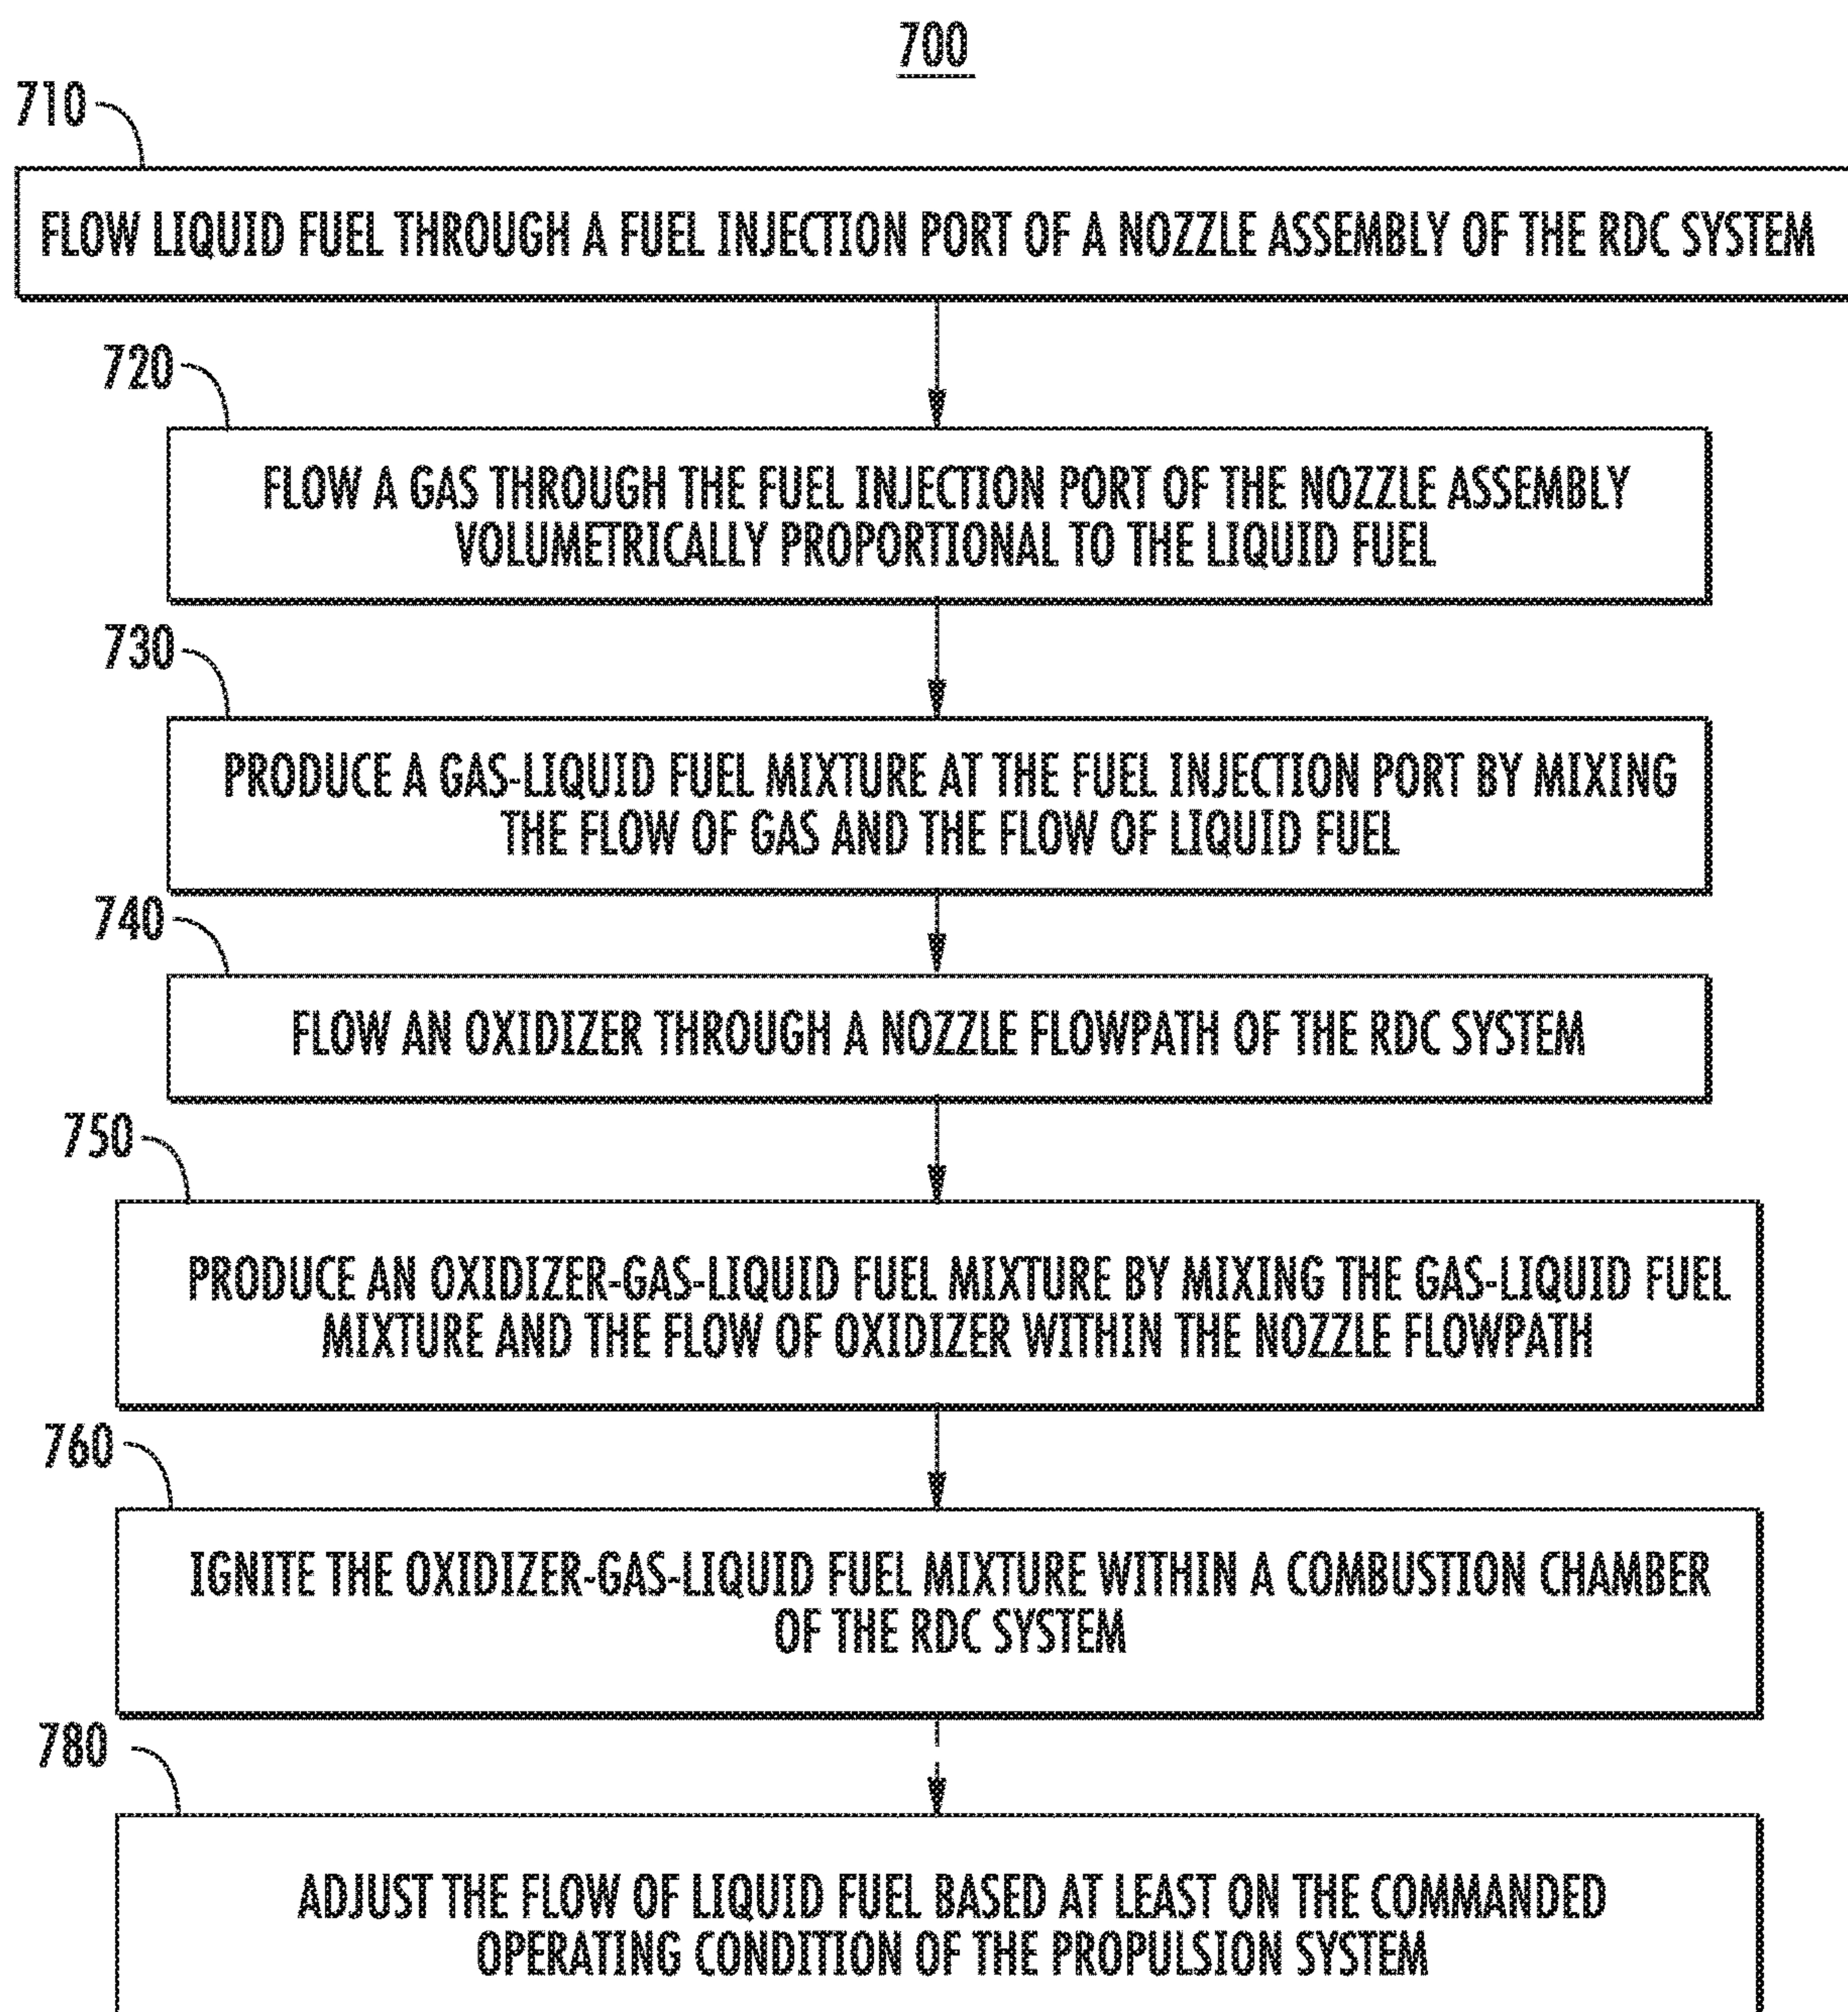 700
710
FLOW LIQUID FUEL THROUGH A FUEL INJECTION PORT OF A NOZZLE ASSEMBLY OF THE RDC SYSTEM
720
FLOW A GAS THROUGH THE FUEL INJECTION PORT OF THE NOZZLE ASSEMBLY
VOLUMETRICALLY PROPORTIONAL TO THE LIQUID FUEL
730
PRODUCE A GAS-LIQUID FUEL MIXTURE AT THE FUEL INJECTION PORT BY MIXING
THE FLOW OF GAS AND THE FLOW OF LIQUID FUEL
740
FLOW AN OXIDIZER THROUGH A NOZZLE FLOWPATH OF THE RDC SYSTEM
750
PRODUCE AN OXIDIZER-GAS-LIQUID FUEL MIXTURE BY MIXING THE GAS-LIQUID FUEL
MIXTURE AND THE FLOW OF OXIDIZER WITHIN THE NOZZLE FLOWPATH
760
IGNITE THE OXIDIZER-GAS-LIQUID FUEL MIXTURE WITHIN A COMBUSTION CHAMBER
OF THE RDC SYSTEM
780
ADJUST THE FLOW OF LIQUID FUEL BASED AT LEAST ON THE COMMANDED
OPERATING CONDITION OF THE PROPULSION SYSTEM